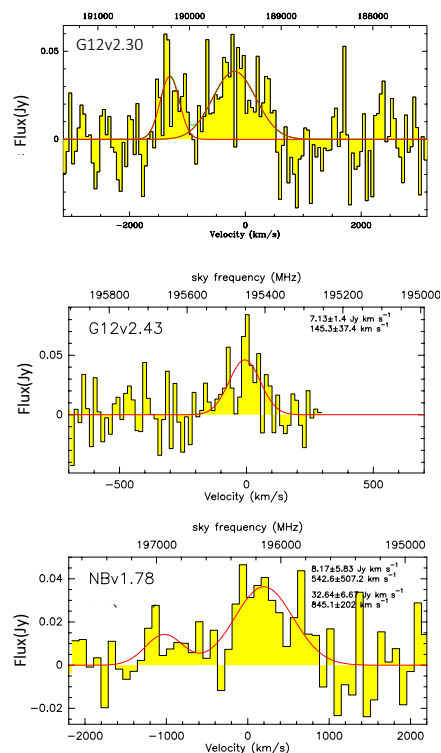 191000 190000 189000 188000
G12v2.30
0.05
0
Flux(Jy)
-2000 0 2000
Velocity (km/s)
sky frequency (MHz)
195800 195600 195400 195200 195000
G12v2.43
7.13±1.4 Jy km s⁻¹
145.3±37.4 km s⁻¹
0.05
0
Flux(Jy)
-500 0 500
Velocity (km/s)
sky frequency (MHz)
197000 196000 195000
NBv1.78
8.17±5.83 Jy km s⁻¹
542.6±507.2 km s⁻¹
32.64±6.67 Jy km s⁻¹
845.1±202 km s⁻¹
0.04
0.02
0
-0.02
Flux(Jy)
-2000 -1000 0 1000 2000
Velocity (km/s)